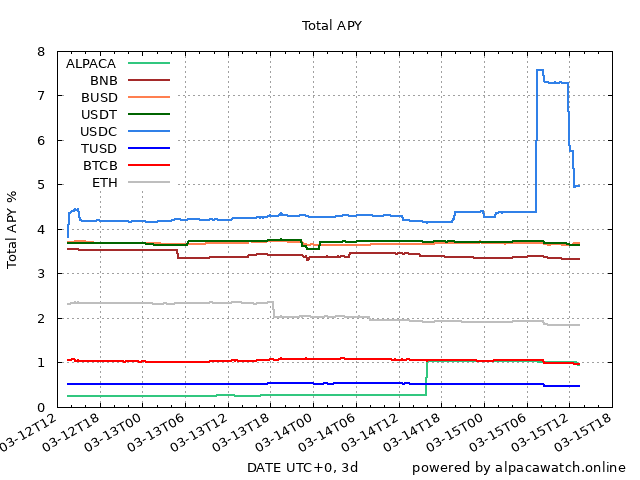 Total APY
8
7
6
5
4
3
2
1
0
Total APY %
ALPACA
BNB
BUSD
USDT
USDC
TUSD
BTCB
ETH
03-12T12
03-12T18
03-13T00
03-13T06
03-13T12
03-13T18
03-14T00
03-14T06
03-14T12
03-14T18
03-15T00
03-15T06
03-15T12
03-15T18
DATE UTC+0, 3d
powered by alpacawatch.online